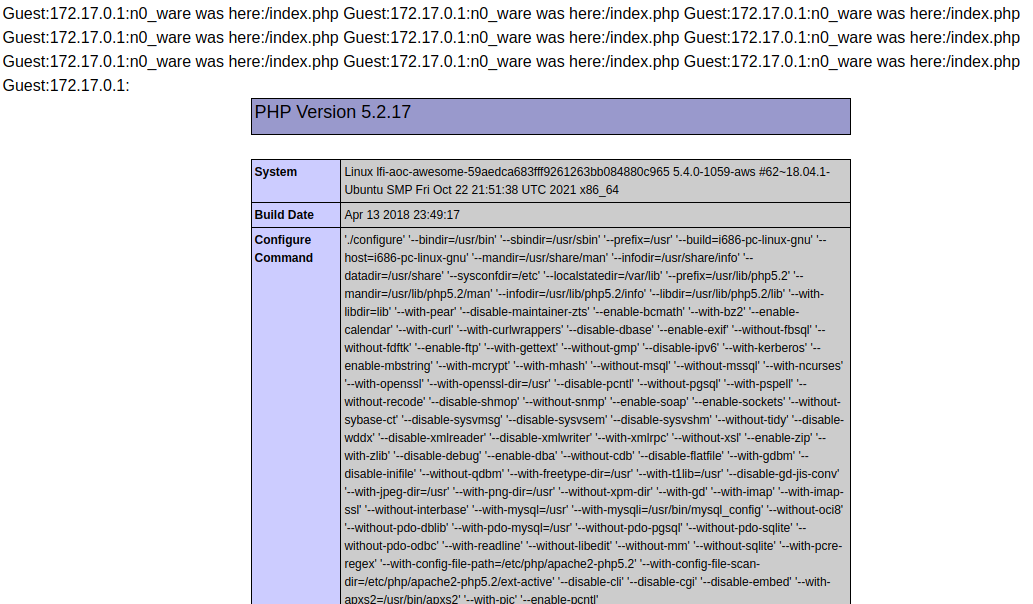 Guest:172.17.0.1:n0_ware was here:/index.php Guest:172.17.0.1:n0_ware was here:/index.php Guest:172.17.0.1:n0_ware was here:/index.php
Guest:172.17.0.1:n0_ware was here:/index.php Guest:172.17.0.1:n0_ware was here:/index.php Guest:172.17.0.1:n0_ware was here:/index.php
Guest:172.17.0.1:n0_ware was here:/index.php Guest:172.17.0.1:n0_ware was here:/index.php Guest:172.17.0.1:n0_ware was here:/index.php
Guest:172.17.0.1:
PHP Version 5.2.17
System
Linux lfi-aoc-awesome-59aedca683fff9261263bb084880c965 5.4.0-1059-aws #62~18.04.1-
Ubuntu SMP Fri Oct 22 21:51:38 UTC 2021 x86_64
Build Date
Apr 13 2018 23:49:17
Configure
Command
'./configure' '--bindir=/usr/bin' '--sbindir=/usr/sbin' '--prefix=/usr' '--build=i686-pc-linux-gnu' '--
host=i686-pc-linux-gnu' '--mandir=/usr/share/man' '--infodir=/usr/share/info' '--
datadir=/usr/share' '--sysconfdir=/etc' '--localstatedir=/var/lib' '--prefix=/usr/lib/php5.2' '--
mandir=/usr/lib/php5.2/man' '--infodir=/usr/lib/php5.2/info' '--libdir=/usr/lib/php5.2/lib' '--with-
libdir=lib' '--with-pear' '--disable-maintainer-zts' '--enable-bcmath' '--with-bz2' '--enable-
calendar' '--with-curl' '--with-curlwrappers' '--disable-dbase' '--enable-exif' '--without-fbsql' '--
without-fdftk' '--enable-ftp' '--with-gettext' '--without-gmp' '--disable-ipv6' '--with-kerberos' '--
enable-mbstring' '--with-mcrypt' '--with-mhash' '--without-msql' '--without-mssql' '--with-ncurses'
'--with-openssl' '--with-openssl-dir=/usr' '--disable-pcntl' '--without-pgsql' '--with-pspell' '--
without-recode' '--disable-shmop' '--without-snmp' '--enable-soap' '--enable-sockets' '--without-
sybase-ct' '--disable-sysvmsg' '--disable-sysvsem' '--disable-sysvshm' '--without-tidy' '--disable-
wddx' '--disable-xmlreader' '--disable-xmlwriter' '--with-xmlrpc' '--without-xsl' '--enable-zip' '--
with-zlib' '--disable-debug' '--enable-dba' '--without-cdb' '--disable-flatfile' '--with-gdbm' '--
disable-inifile' '--without-qdbm' '--with-freetype-dir=/usr' '--with-t1lib=/usr' '--disable-gd-jis-conv'
'--with-jpeg-dir=/usr' '--with-png-dir=/usr' '--without-xpm-dir' '--with-gd' '--with-imap' '--with-imap-
ssl' '--without-interbase' '--with-mysql=/usr' '--with-mysqli=/usr/bin/mysql_config' '--without-oci8'
'--without-pdo-dblib' '--with-pdo-mysql=/usr' '--without-pdo-pgsql' '--without-pdo-sqlite' '--
without-pdo-odbc' '--with-readline' '--without-libedit' '--without-mm' '--without-sqlite' '--with-pcre-
regex' '--with-config-file-path=/etc/php/apache2-php5.2' '--with-config-file-scan-
dir=/etc/php/apache2-php5.2/ext-active' '--disable-cli' '--disable-cgi' '--disable-embed' '--with-
apxs2=/usr/bin/apxs2' '--with-pic' '--enable-pcntl'